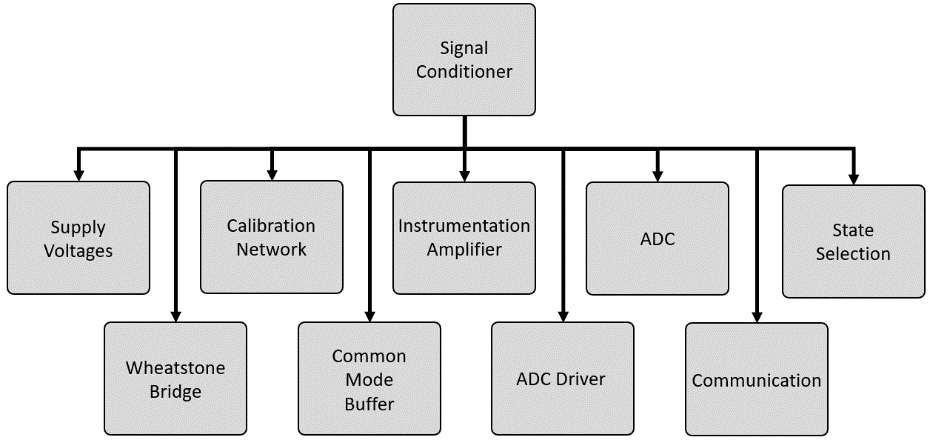 Signal
Conditioner
Supply
Voltages
Calibration
Network
Instrumentation
Amplifier
ADC
State
Selection
Wheatstone
Bridge
Common
Mode
Buffer
ADC Driver
Communication